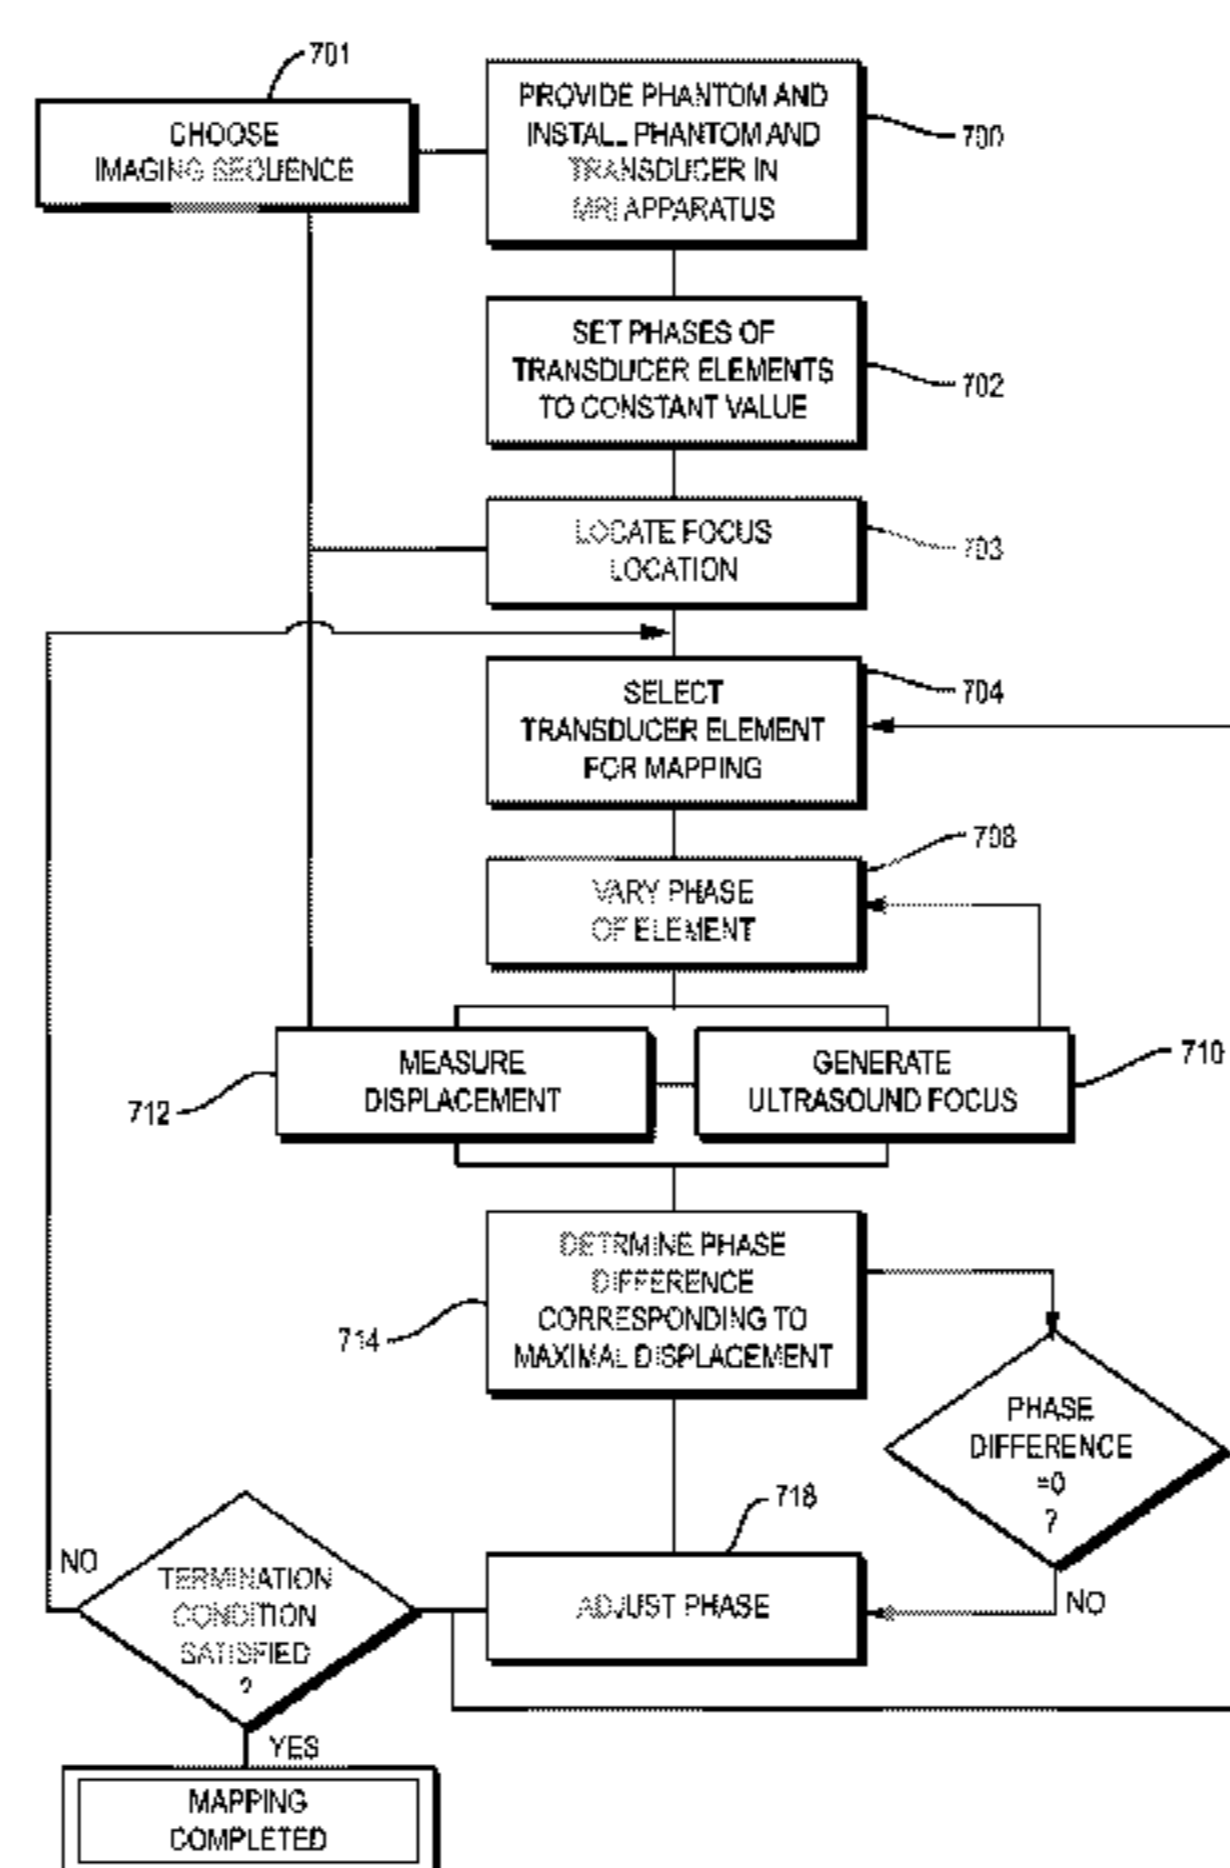 701
CHOOSE
IMAGING SEQUENCE
PROVIDE PHANTOM AND
INSTALL PHANTOM AND
TRANSDUCER IN
MRI APPARATUS
700
SET PHASES OF
TRANSDUCER ELEMENTS
TO CONSTANT VALUE
702
LOCATE FOCUS
LOCATION
703
SELECT
TRANSDUCER ELEMENT
FOR MAPPING
704
VARY PHASE
OF ELEMENT
708
MEASURE
DISPLACEMENT
712
GENERATE
ULTRASOUND FOCUS
710
DETRMINE PHASE
DIFFERENCE
CORRESPONDING TO
MAXIMAL DISPLACEMENT
714
PHASE
DIFFERENCE
=0
?
NO
718
ADJUST PHASE
NO
TERMINATION
CONDITION
SATISFIED
?
YES
MAPPING
COMPLETED